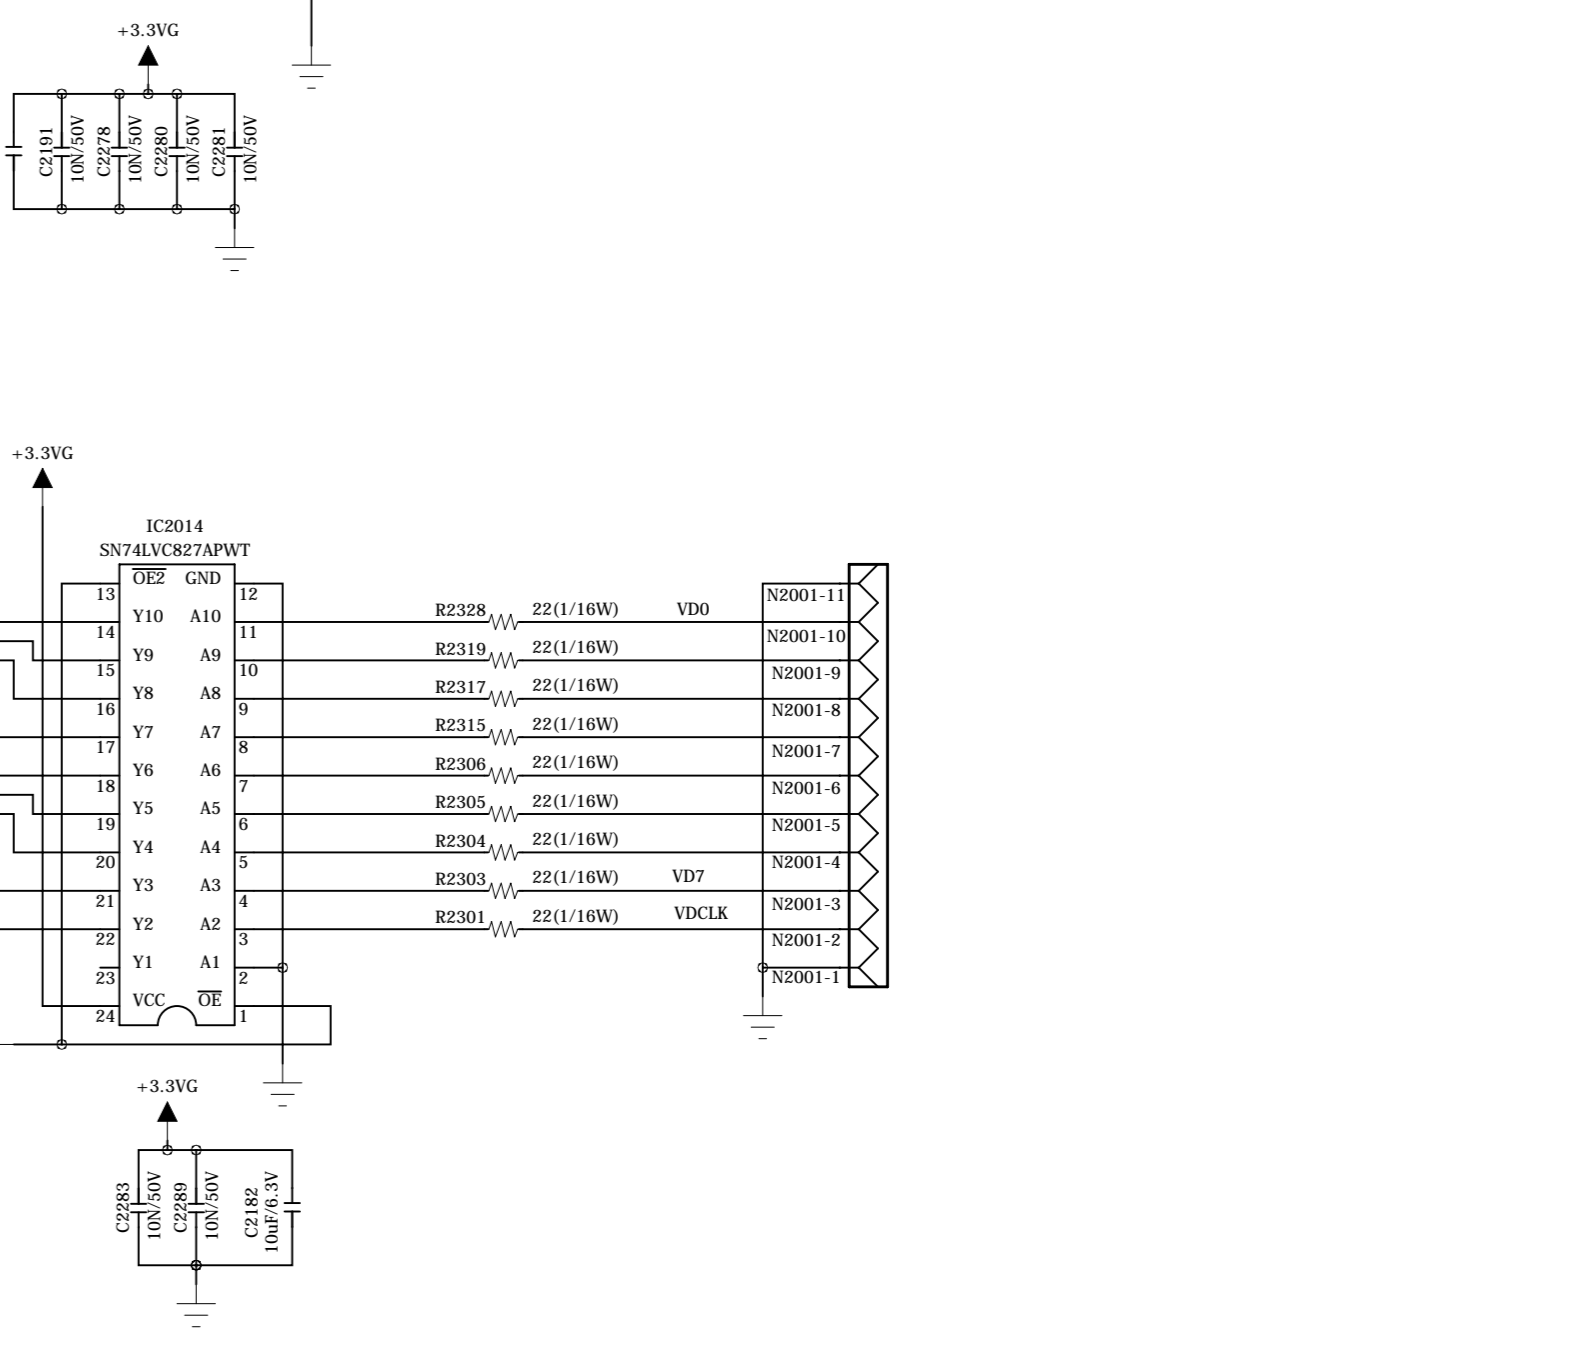 +3.3VG
C2191
10N/50V
C2278
10N/50V
C2280
10N/50V
C2281
10N/50V
+3.3VG
IC2014
SN74LVC827APWT
OE2 GND
13 12
Y10 A10 R2328 22(1/16W) VD0 N2001-11
14 11
Y9 A9 R2319 22(1/16W) N2001-10
15 10
Y8 A8 R2317 22(1/16W) N2001-9
16 9
Y7 A7 R2315 22(1/16W) N2001-8
17 8
Y6 A6 R2306 22(1/16W) N2001-7
18 7
Y5 A5 R2305 22(1/16W) N2001-6
19 6
Y4 A4 R2304 22(1/16W) N2001-5
20 5
Y3 A3 R2303 22(1/16W) VD7 N2001-4
21 4
Y2 A2 R2301 22(1/16W) VDCLK N2001-3
22 3
N2001-2
Y1 A1
23 2
N2001-1
VCC OE
24 1
+3.3VG
C2283
10N/50V
C2289
10N/50V
C2182
10uF/6.3V